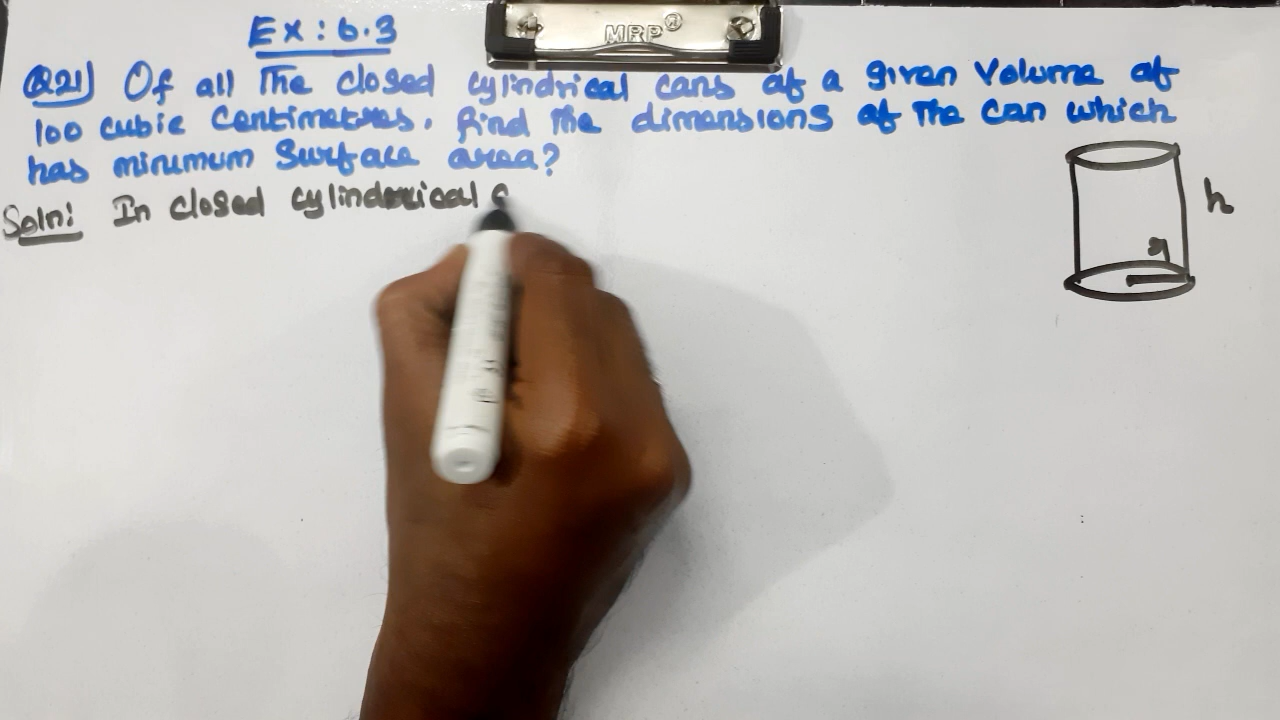 MRP®
Ex: 6.3
Q21) Of all The closed cylindrical cans of a given Volume of
100 cubic Centimetres. find the dimensions of The Can which
has minimum Surface area?
Soln: In closed cylinderical c
h
r